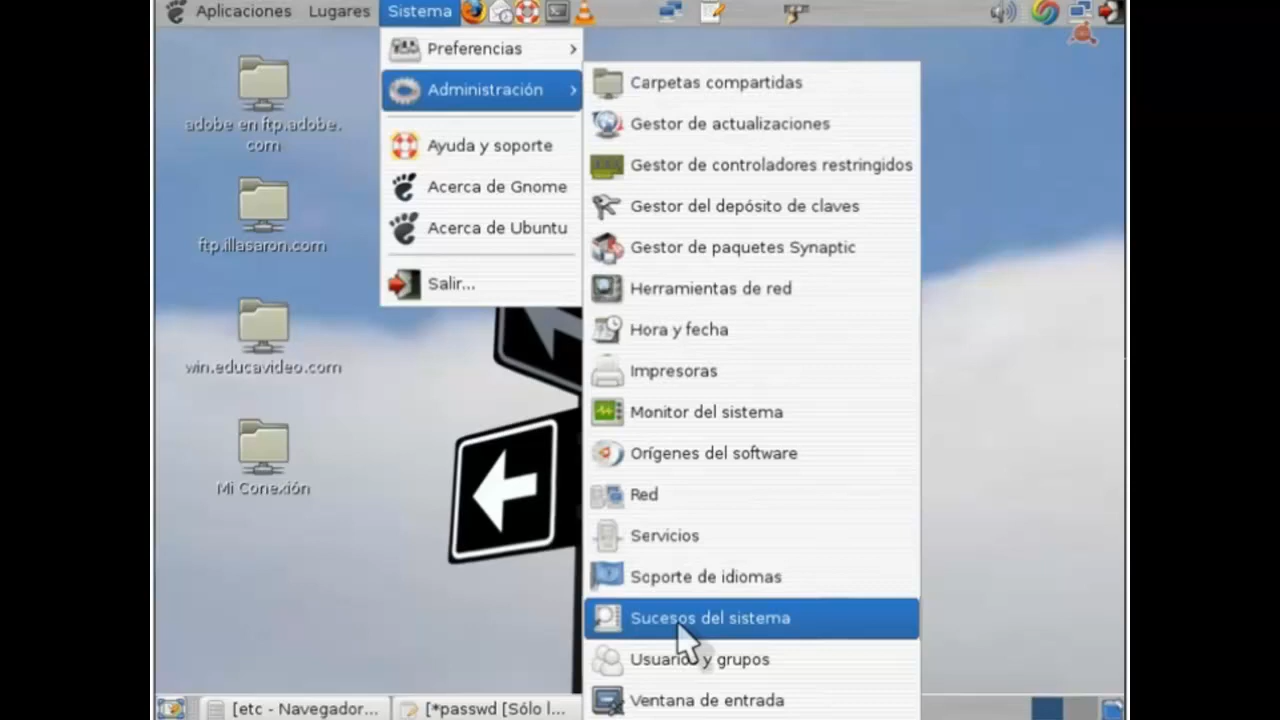 Aplicaciones Lugares Sistema
adobe en ftp.adobe.
com
ftp.illasaron.com
win.educavideo.com
Mi Conexión
Preferencias
Administración
Ayuda y soporte
Acerca de Gnome
Acerca de Ubuntu
Salir...
Carpetas compartidas
Gestor de actualizaciones
Gestor de controladores restringidos
Gestor del depósito de claves
Gestor de paquetes Synaptic
Herramientas de red
Hora y fecha
Impresoras
Monitor del sistema
Orígenes del software
Red
Servicios
Soporte de idiomas
Sucesos del sistema
Usuarios y grupos
Ventana de entrada
[etc - Navegador... [*passwd [Sólo l...